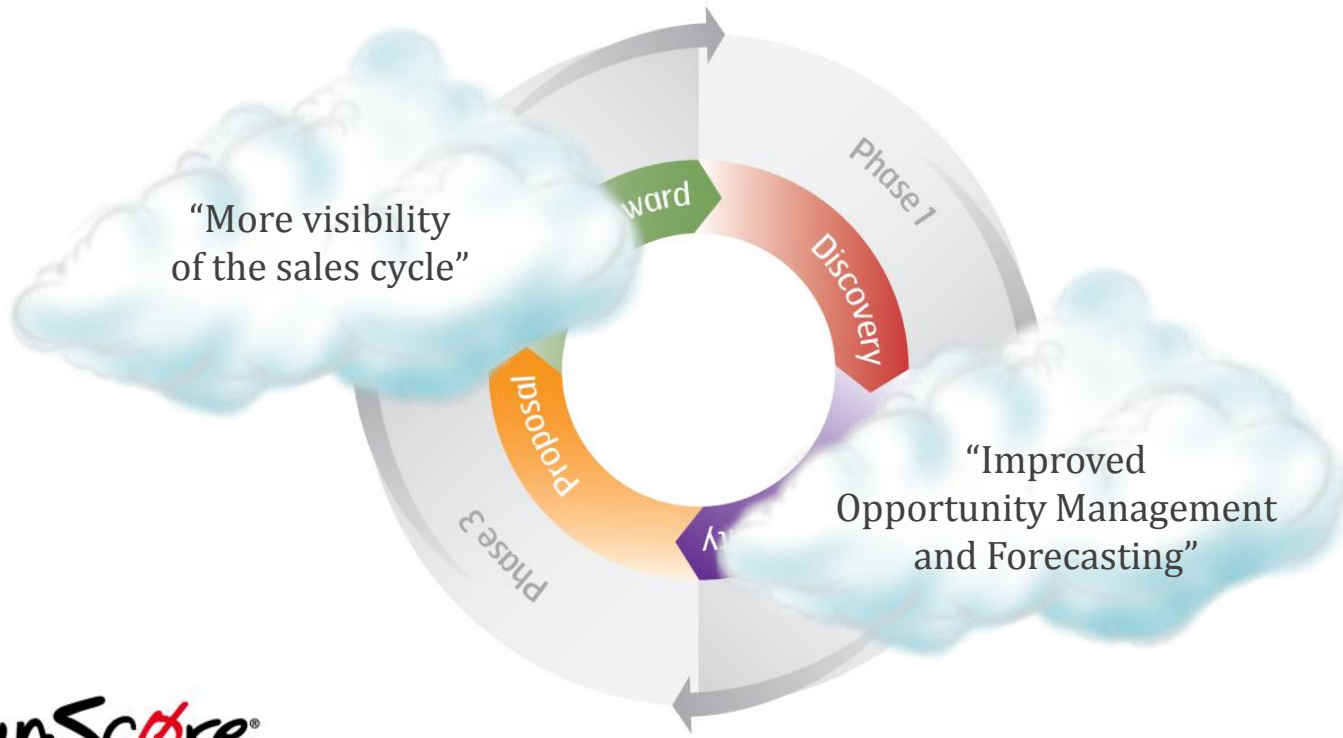 “More visibility
of the sales cycle”
ward
Phase 1
Discovery
“Improved
Opportunity Management
and Forecasting”
Proposal
Phase 3